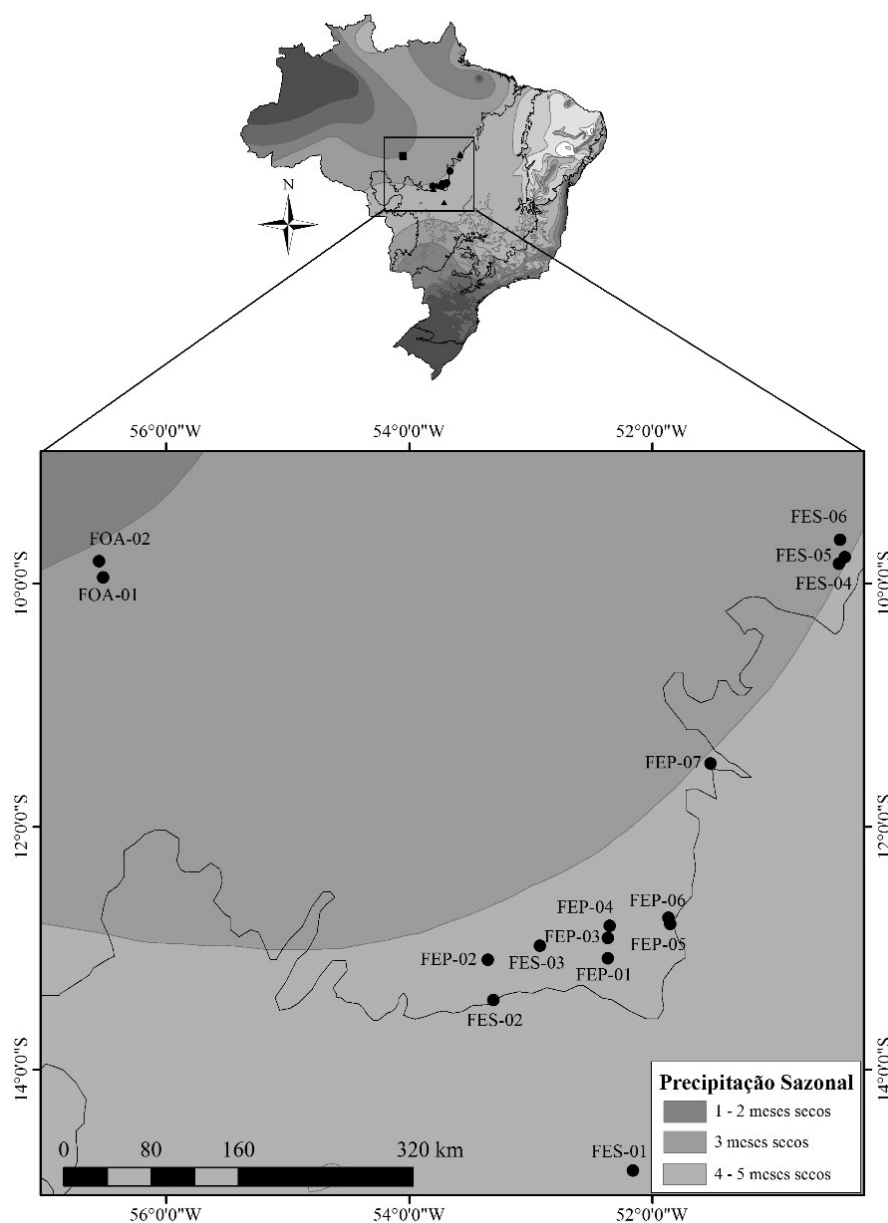 N
56°0'0"W 54°0'0"W 52°0'0"W
FES-06
FOA-02
FES-05
FES-04
10°0'0"S 10°0'0"S
FOA-01
FEP-07
12°0'0"S 12°0'0"S
FEP-04 FEP-06
FEP-03
FEP-02 FES-03 FEP-01 FEP-05
FES-02
14°0'0"S 14°0'0"S
Precipitação Sazonal
1 - 2 meses secos
3 meses secos
4 - 5 meses secos
0 80 160 320 km
FES-01
56°0'0"W 54°0'0"W 52°0'0"W